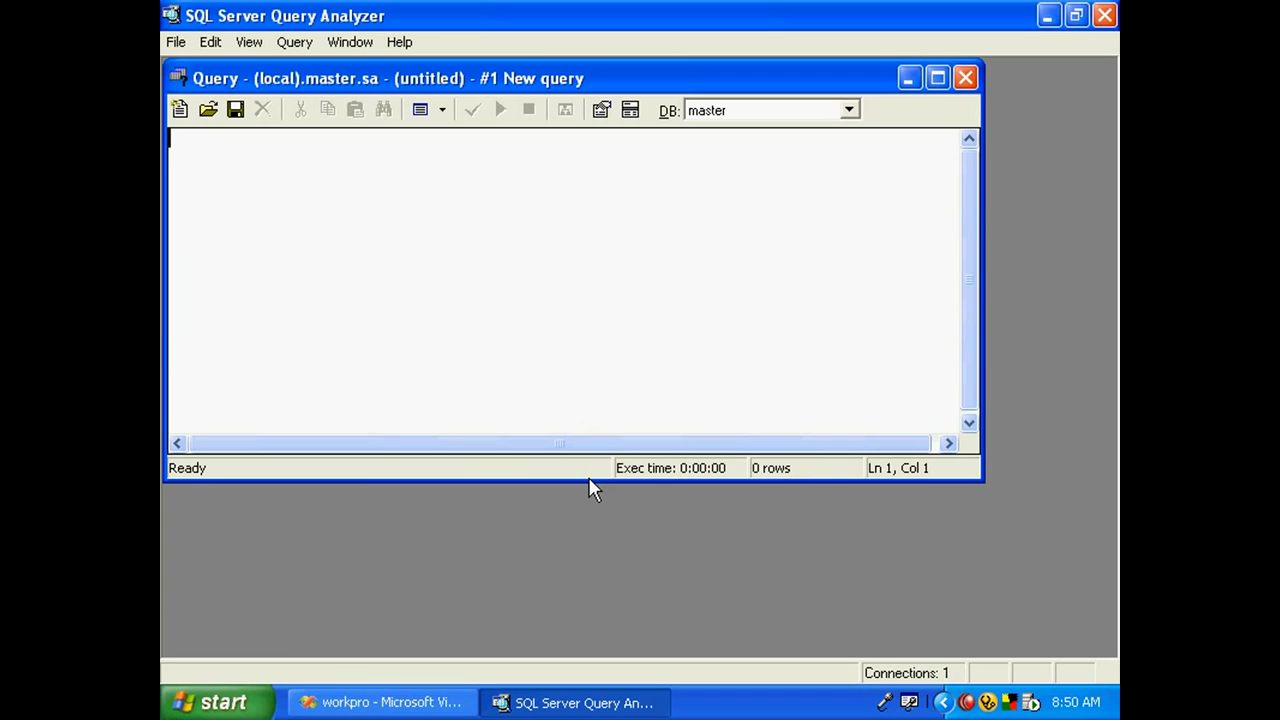 SQL Server Query Analyzer
File Edit View Query Window Help
Query - (local).master.sa - (untitled) - #1 New query
DB: master
Ready Exec time: 0:00:00 0 rows Ln 1, Col 1
Connections: 1
start workpro - Microsoft Vi... SQL Server Query An... 8:50 AM